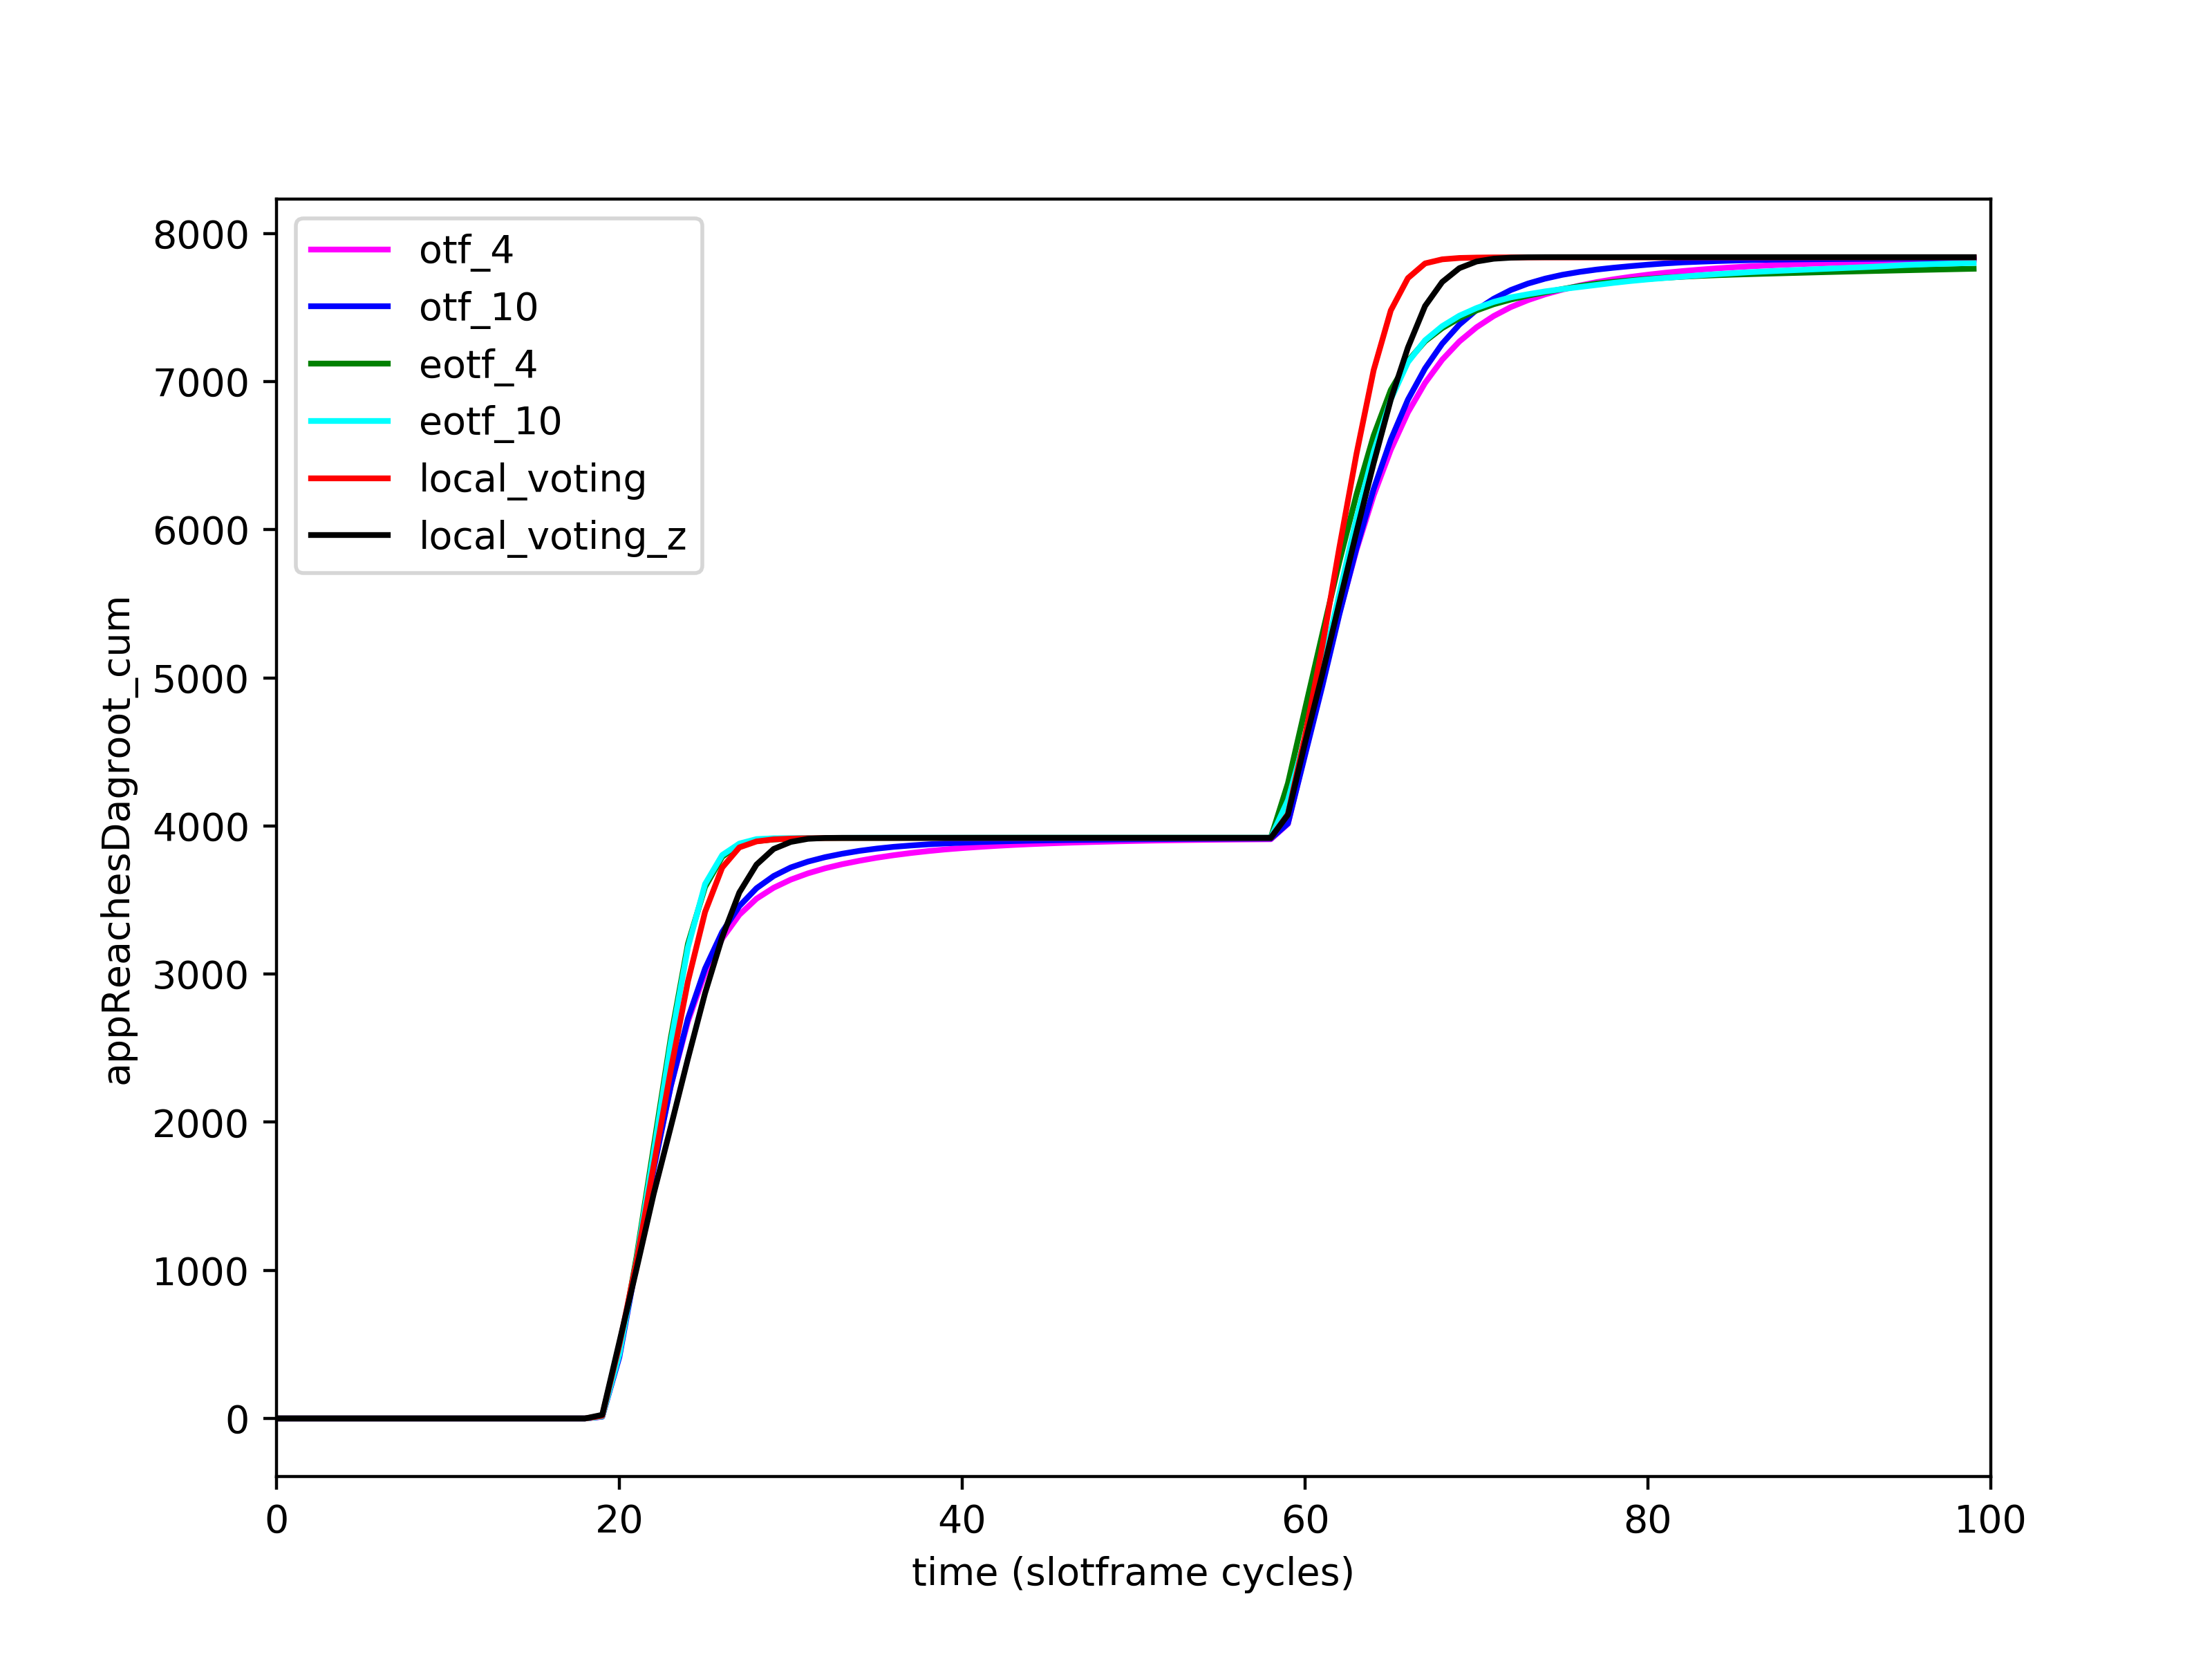 otf_4
otf_10
eotf_4
eotf_10
local_voting
local_voting_z
appReachesDagroot_cum
8000
7000
6000
5000
4000
3000
2000
1000
0
0 20 40 60 80 100
time (slotframe cycles)